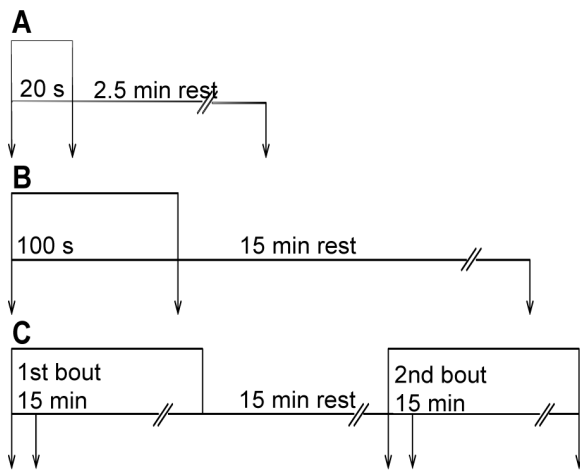 A
20 s 2.5 min rest
B
100 s 15 min rest
C
1st bout
15 min
15 min rest
2nd bout
15 min